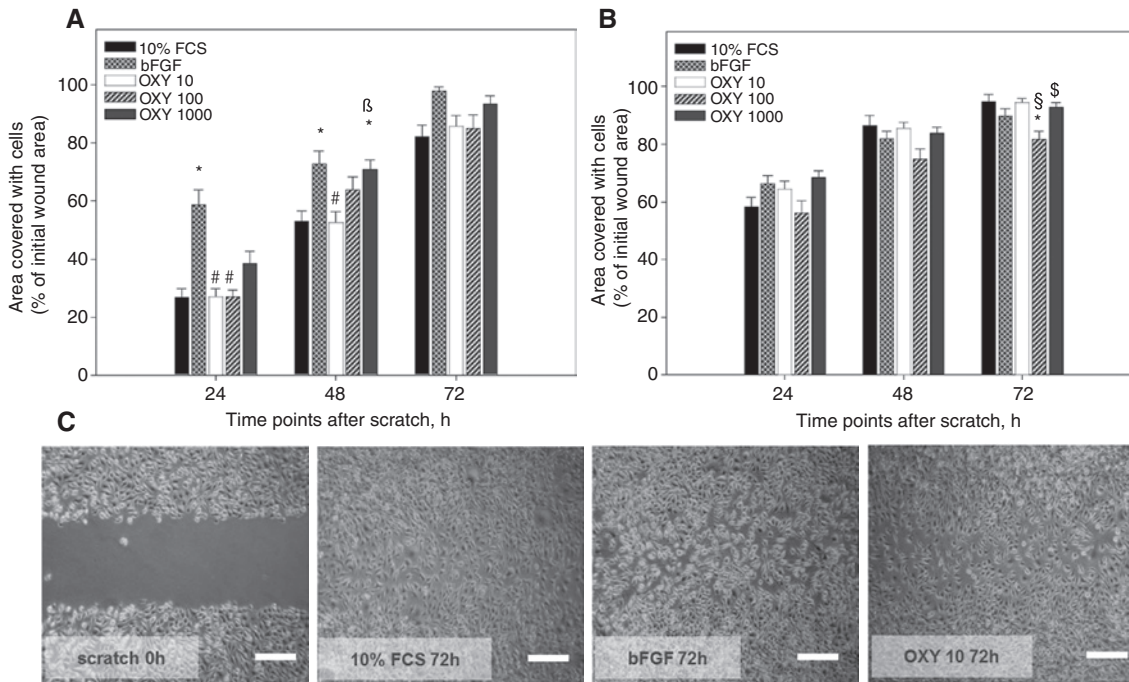 A
10% FCS
bFGF
OXY 10
OXY 100
OXY 1000
Area covered with cells
(% of initial wound area)
100
80
60
40
20
0
*
# #
*
#
ß
*
24
48
72
Time points after scratch, h
B
10% FCS
bFGF
OXY 10
OXY 100
OXY 1000
Area covered with cells
(% of initial wound area)
100
80
60
40
20
0
§
*
$
24
48
72
Time points after scratch, h
C
scratch 0h
10% FCS 72h
bFGF 72h
OXY 10 72h